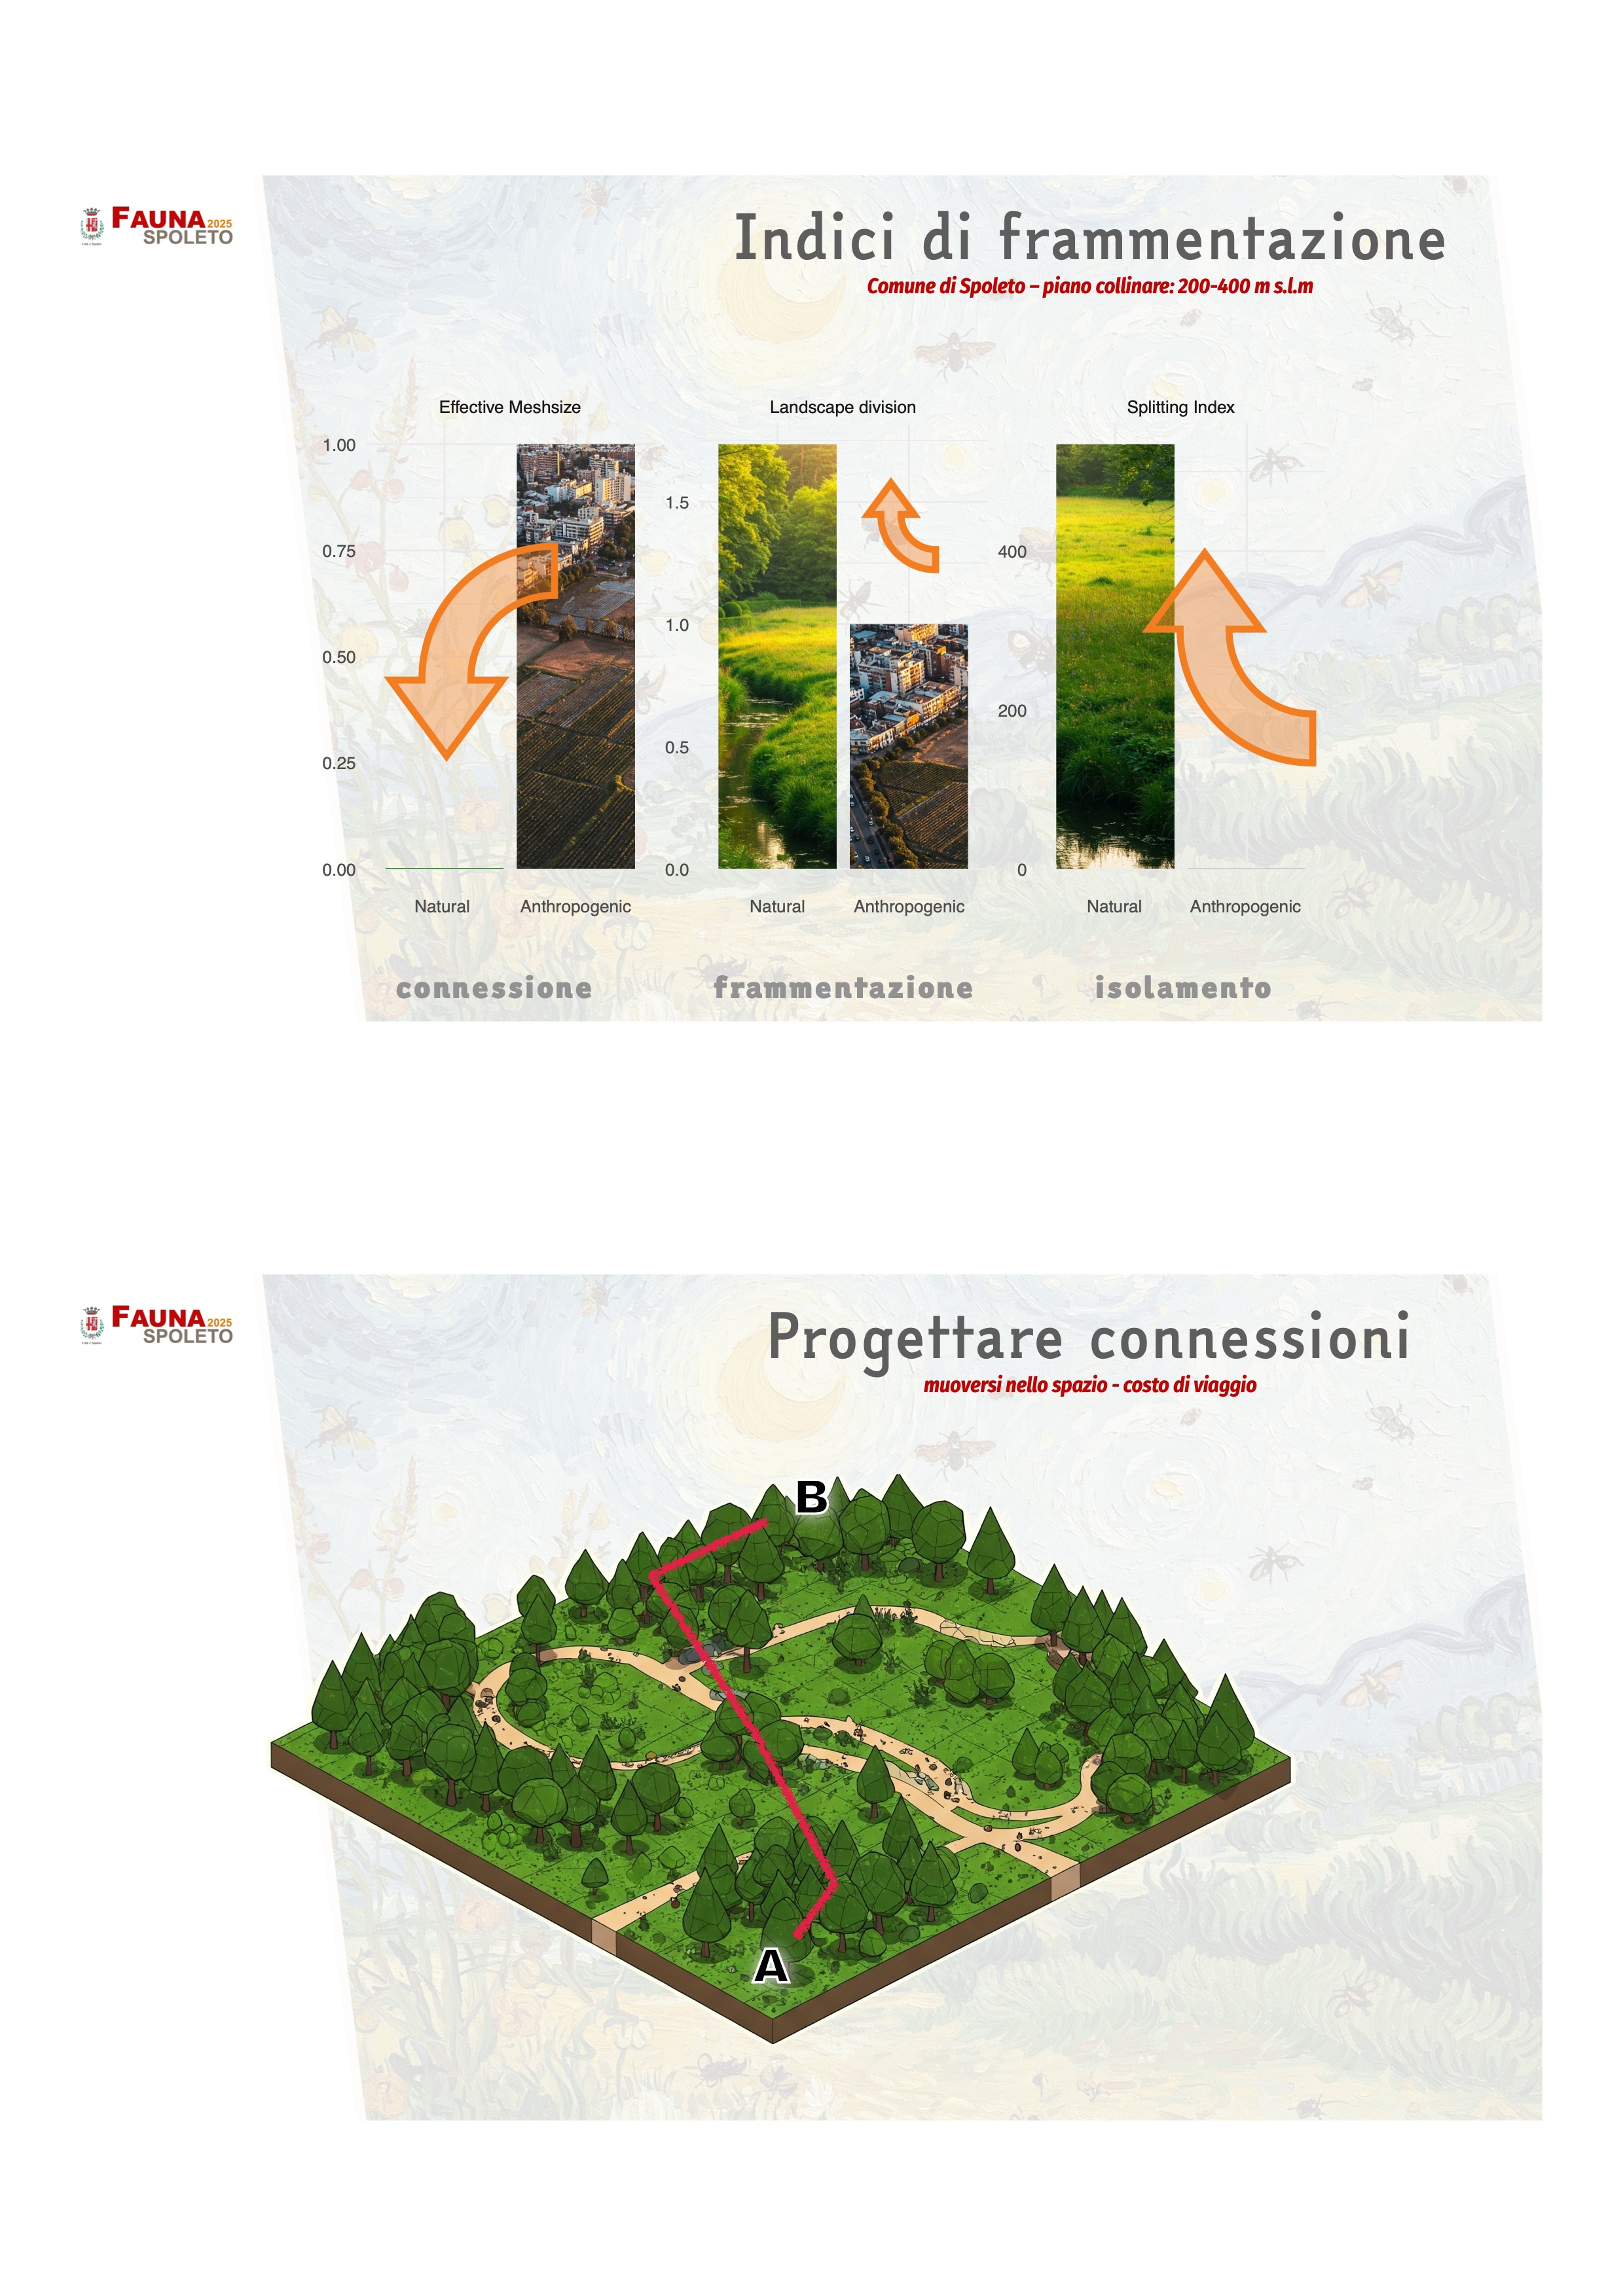 FAUNA 2025
SPOLETO
Indici di frammentazione
Comune di Spoleto – piano collinare: 200-400 m s.l.m
Effective Meshsize
Landscape division
Splitting Index
1.00
0.75
0.50
0.25
0.00
1.5
1.0
0.5
0.0
400
200
0
Natural
Anthropogenic
Natural
Anthropogenic
Natural
Anthropogenic
connessione
frammentazione
isolamento
FAUNA 2025
SPOLETO
Progettare connessioni
muoversi nello spazio - costo di viaggio
B
A